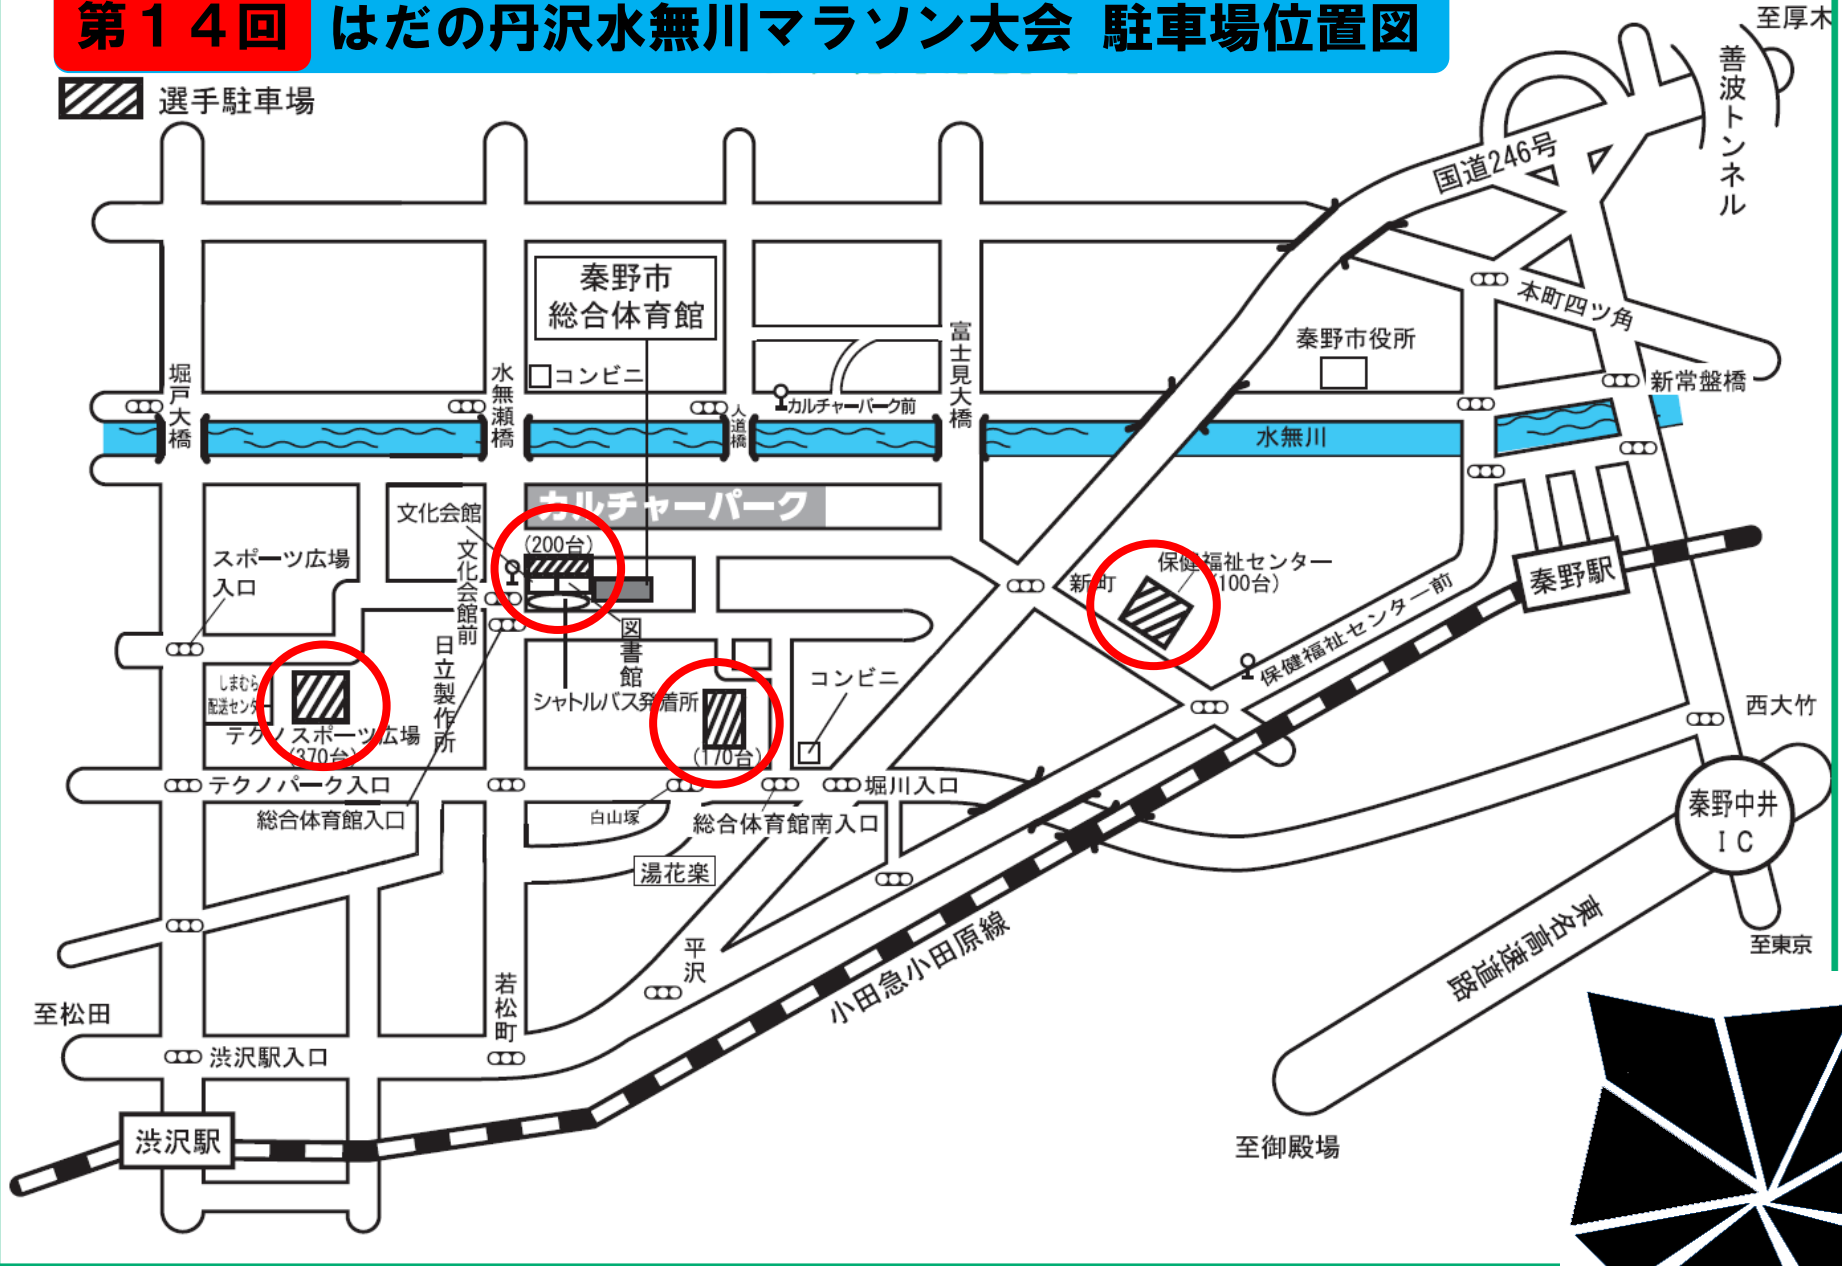 第14回 はだの丹沢水無川マラソン大会 駐車場位置図
選手駐車場
至厚木
善波トンネル
国道246号
秦野市
総合体育館
本町四ツ角
富士見大橋
秦野市役所
堀戸大橋
水無瀬橋
コンビニ
人道橋
カルチャーパーク前
新常盤橋
水無川
カルチャーパーク
文化会館
(200台)
スポーツ広場
入口
文化会館前
新町
保健福祉センター
(100台)
秦野駅
保健福祉センター前
図書館
日立製作所
しまむら
配送センタ
シャトルバス発着所
コンビニ
西大竹
テクノスポーツ広場
(370台)
(170台)
テクノパーク入口
堀川入口
総合体育館入口
白山塚
総合体育館南入口
秦野中井
IC
湯花楽
平沢
小田急小田原線
東名高速道路
至東京
若松町
至松田
渋沢駅入口
渋沢駅
至御殿場